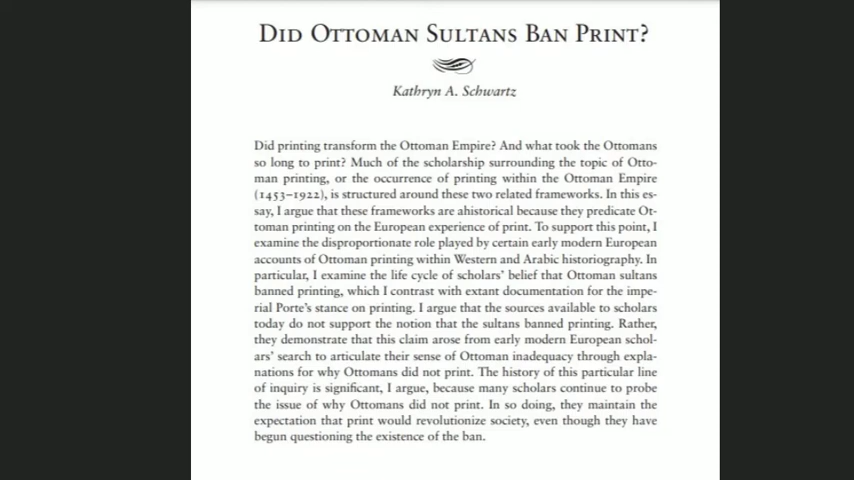 DID OTTOMAN SULTANS BAN PRINT?
Kathryn A. Schwartz
Did printing transform the Ottoman Empire? And what took the Ottomans
so long to print? Much of the scholarship surrounding the topic of Otto-
man printing, or the occurrence of printing within the Ottoman Empire
(1453–1922), is structured around these two related frameworks. In this es-
say, I argue that these frameworks are ahistorical because they predicate Ot-
toman printing on the European experience of print. To support this point, I
examine the disproportionate role played by certain early modern European
accounts of Ottoman printing within Western and Arabic historiography. In
particular, I examine the life cycle of scholars' belief that Ottoman sultans
banned printing, which I contrast with extant documentation for the impe-
rial Porte's stance on printing. I argue that the sources available to scholars
today do not support the notion that the sultans banned printing. Rather,
they demonstrate that this claim arose from early modern European schol-
ars' search to articulate their sense of Ottoman inadequacy through expla-
nations for why Ottomans did not print. The history of this particular line
of inquiry is significant, I argue, because many scholars continue to probe
the issue of why Ottomans did not print. In so doing, they maintain the
expectation that print would revolutionize society, even though they have
begun questioning the existence of the ban.